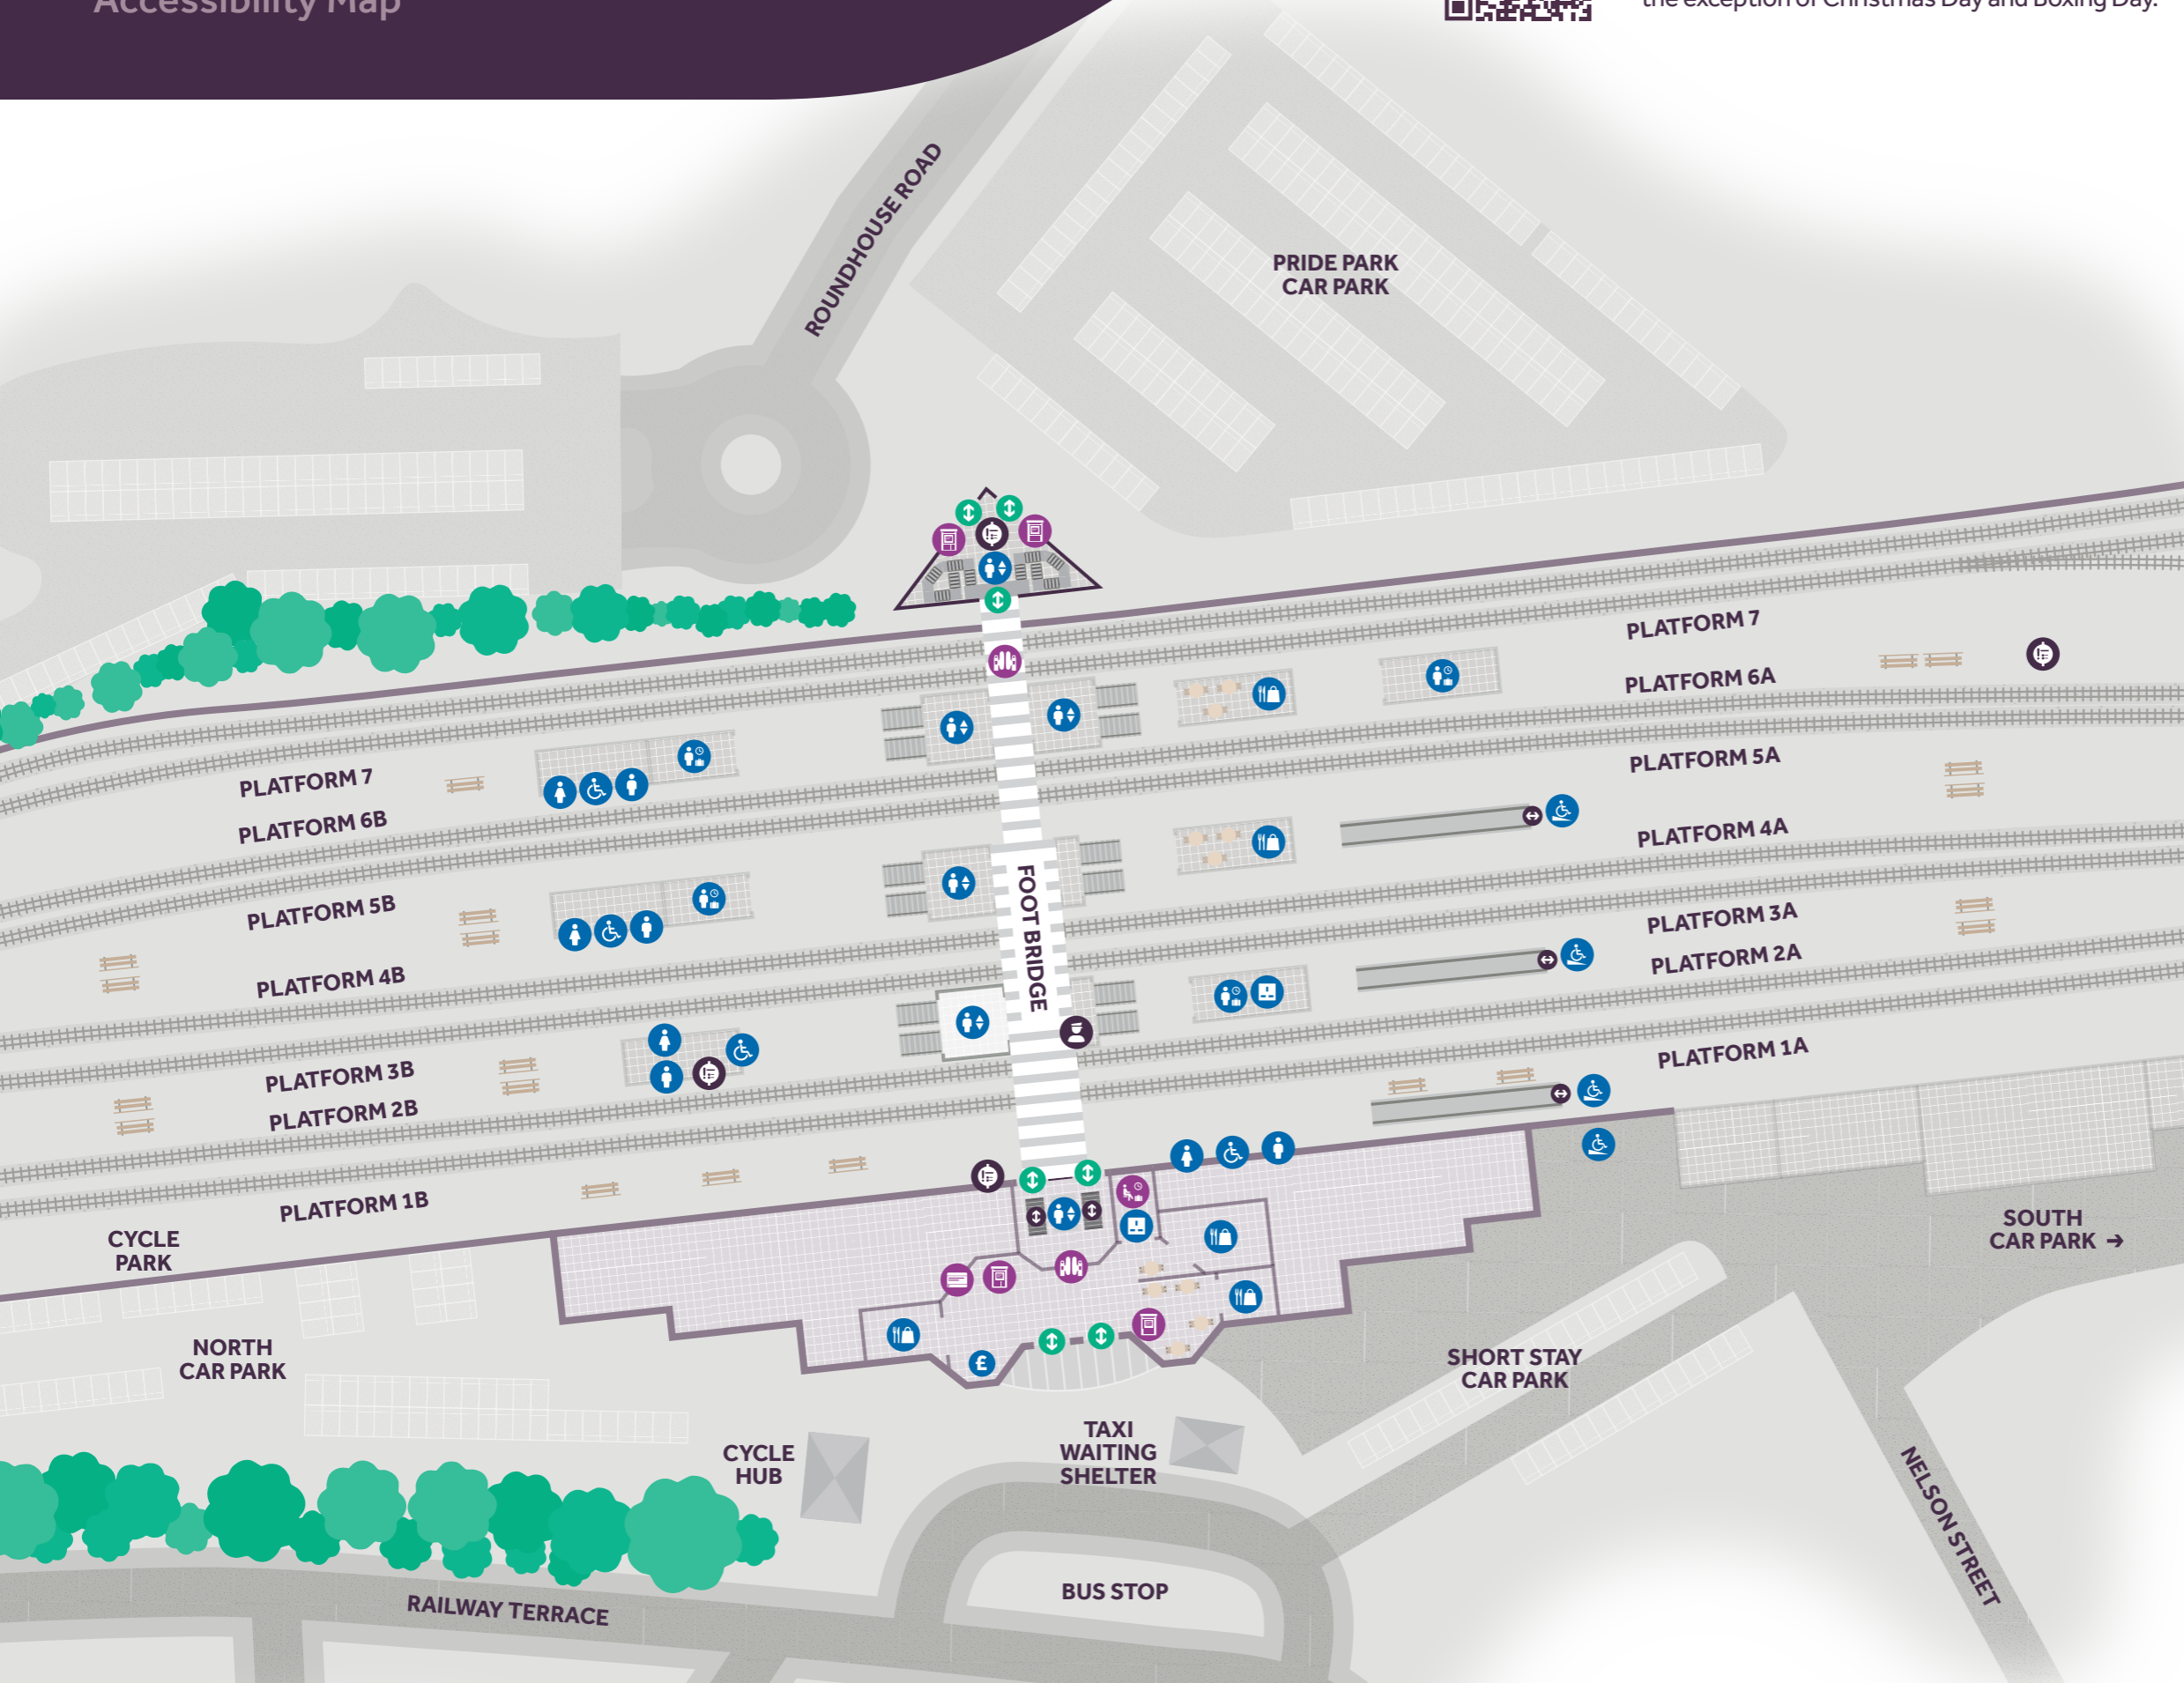 Accessibility Map
the exception of Christmas Day and Boxing Day.
ROUNDHOUSE ROAD
PRIDE PARK
CAR PARK
PLATFORM 7
PLATFORM 6A
PLATFORM 5A
PLATFORM 4A
PLATFORM 3A
PLATFORM 2A
PLATFORM 1A
PLATFORM 7
PLATFORM 6B
PLATFORM 5B
PLATFORM 4B
PLATFORM 3B
PLATFORM 2B
PLATFORM 1B
FOOT BRIDGE
CYCLE
PARK
NORTH
CAR PARK
£
SOUTH
CAR PARK →
SHORT STAY
CAR PARK
CYCLE
HUB
TAXI
WAITING
SHELTER
BUS STOP
NELSON STREET
RAILWAY TERRACE